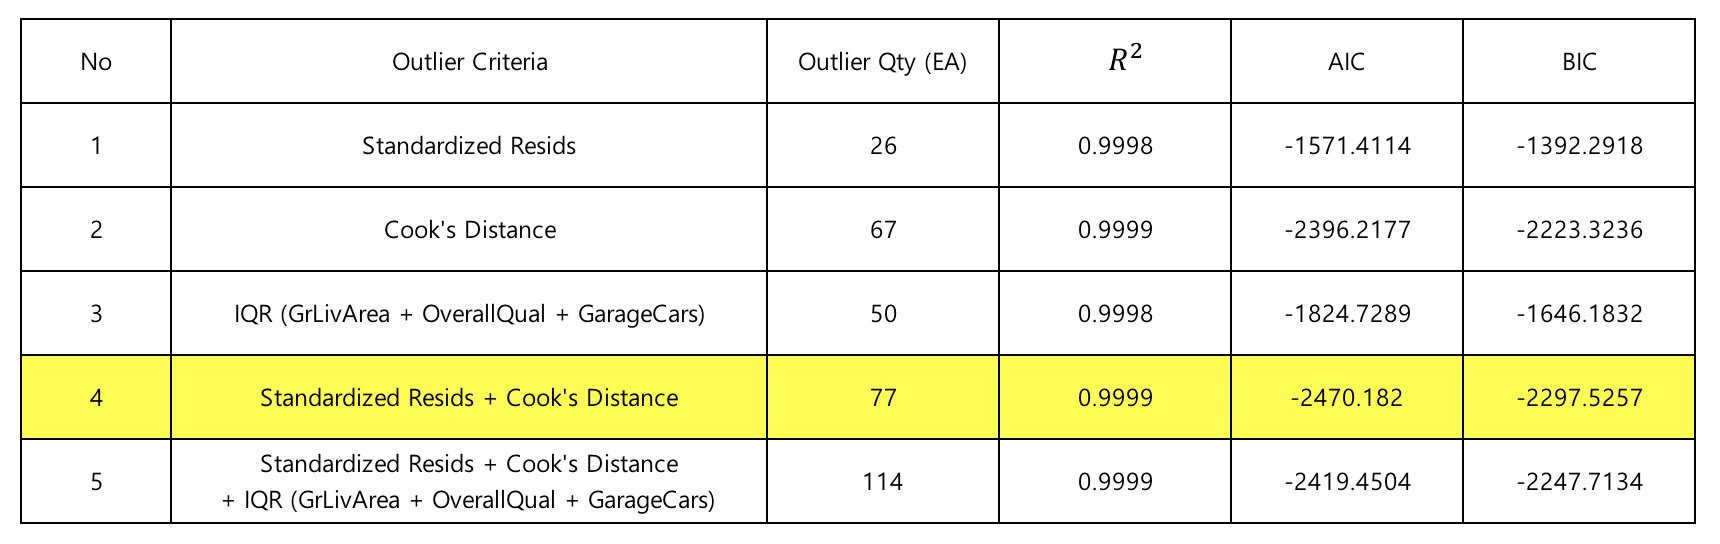 No Outlier Criteria Outlier Qty (EA) R² AIC BIC
1 Standardized Resids 26 0.9998 -1571.4114 -1392.2918
2 Cook's Distance 67 0.9999 -2396.2177 -2223.3236
3 IQR (GrLivArea + OverallQual + GarageCars) 50 0.9998 -1824.7289 -1646.1832
4 Standardized Resids + Cook's Distance 77 0.9999 -2470.182 -2297.5257
5 Standardized Resids + Cook's Distance
+ IQR (GrLivArea + OverallQual + GarageCars) 114 0.9999 -2419.4504 -2247.7134